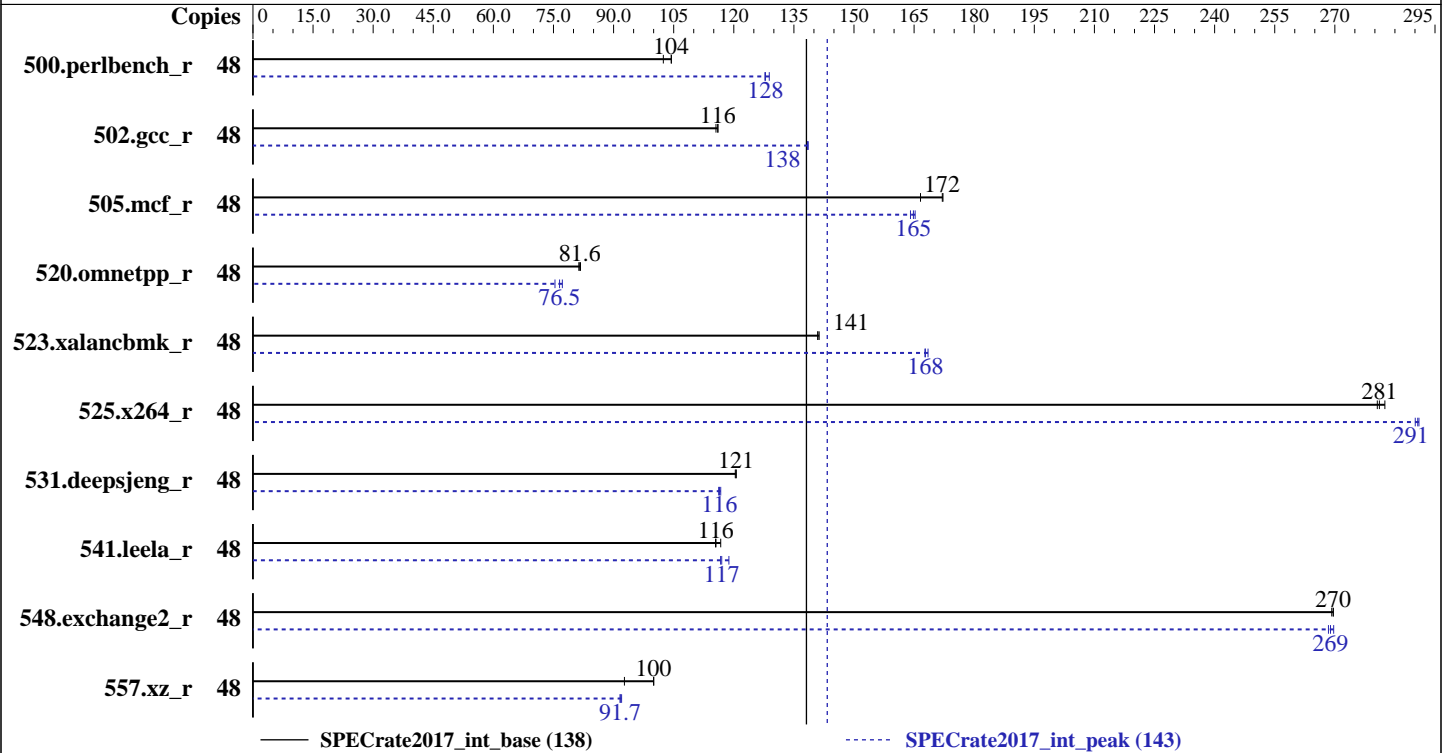 Copies 0 15.0 30.0 45.0 60.0 75.0 90.0 105 120 135 150 165 180 195 210 225 240 255 270 295
104
500.perlbench_r 48
128
116
502.gcc_r 48
138
172
505.mcf_r 48
165
81.6
520.omnetpp_r 48
76.5
141
523.xalancbmk_r 48
168
281
525.x264_r 48
291
121
531.deepsjeng_r 48
116
116
541.leela_r 48
117
270
548.exchange2_r 48
269
100
557.xz_r 48
91.7
SPECrate2017_int_base (138) SPECrate2017_int_peak (143)